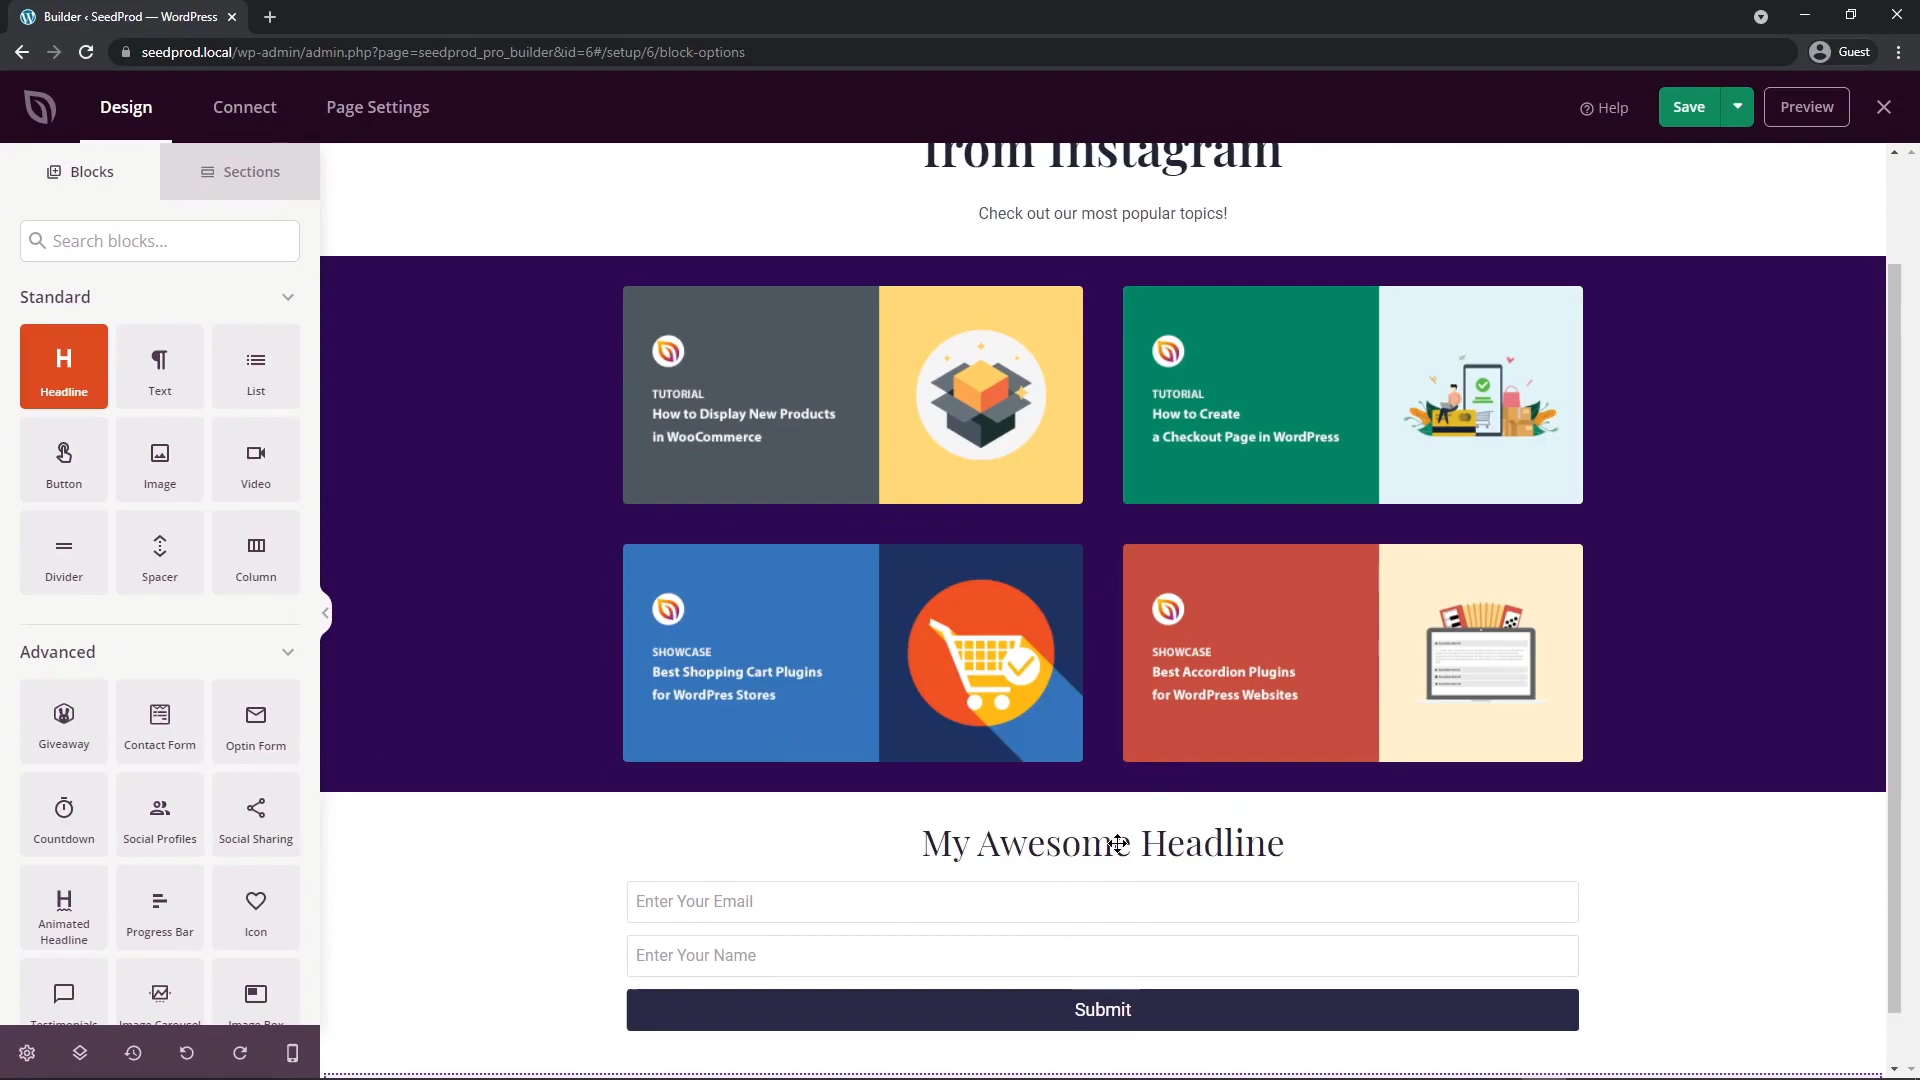 Builder ‹ SeedProd — WordPress
seedprod.local/wp-admin/admin.php?page=seedprod_pro_builder&id=6#/setup/6/block-options
Guest
Design
Connect
Page Settings
Help
Save
Preview
Blocks
Sections
Search blocks...
Standard
Headline
Text
List
Button
Image
Video
Divider
Spacer
Column
Advanced
Giveaway
Contact Form
Optin Form
Countdown
Social Profiles
Social Sharing
Animated
Headline
Progress Bar
Icon
Testimonials
Image Carousel
Image Box
from Instagram
Check out our most popular topics!
TUTORIAL
How to Display New Products
in WooCommerce
TUTORIAL
How to Create
a Checkout Page in WordPress
SHOWCASE
Best Shopping Cart Plugins
for WordPres Stores
SHOWCASE
Best Accordion Plugins
for WordPress Websites
My Awesome Headline
Enter Your Email
Enter Your Name
Submit